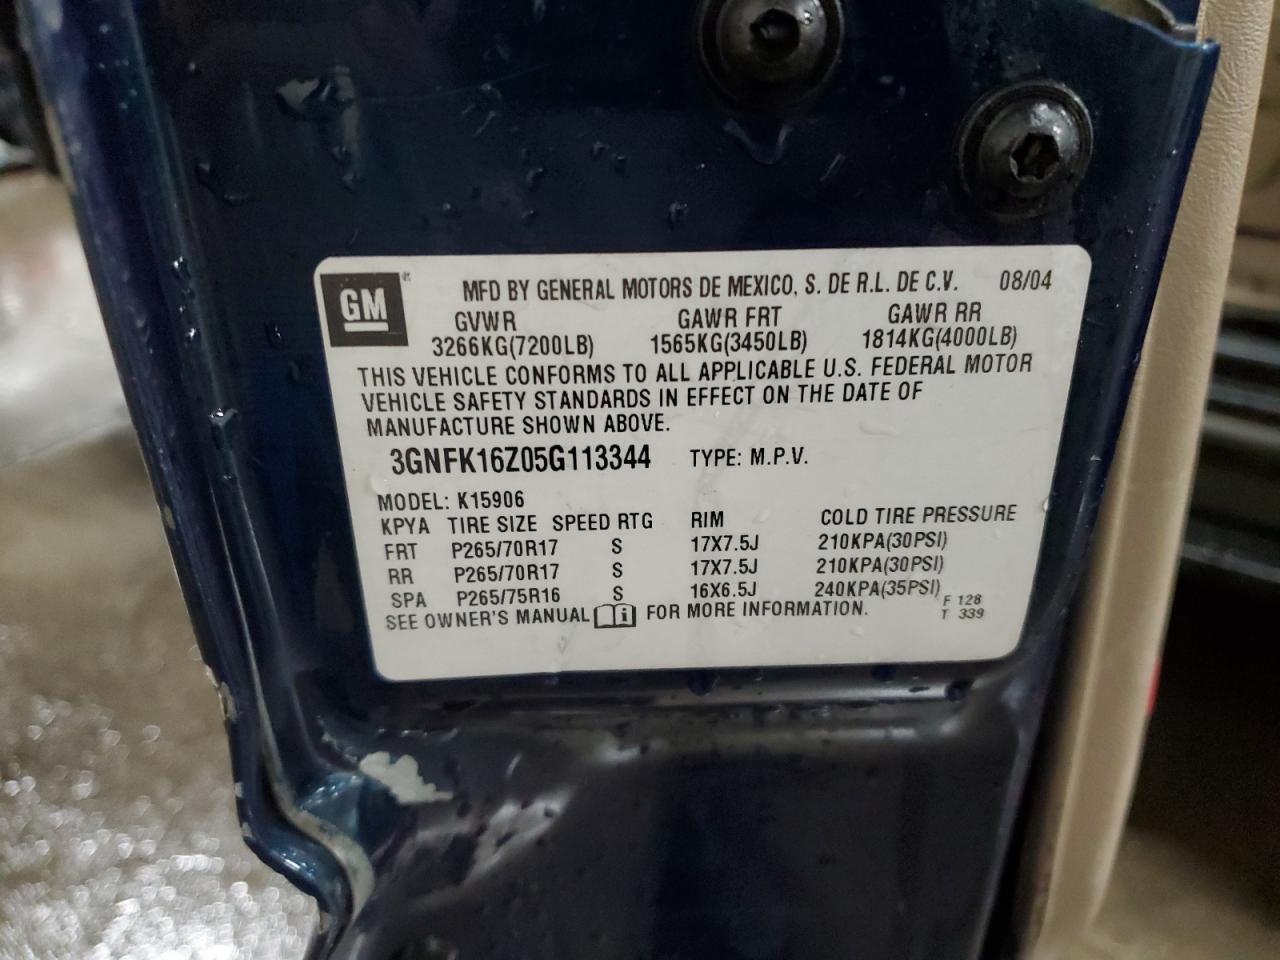 GM® MFD BY GENERAL MOTORS DE MEXICO, S. DE R.L. DE C.V. 08/04
GVWR GAWR FRT GAWR RR
3266KG(7200LB) 1565KG(3450LB) 1814KG(4000LB)
THIS VEHICLE CONFORMS TO ALL APPLICABLE U.S. FEDERAL MOTOR
VEHICLE SAFETY STANDARDS IN EFFECT ON THE DATE OF
MANUFACTURE SHOWN ABOVE.
3GNFK16Z05G113344 TYPE: M.P.V.
MODEL: K15906
KPYA TIRE SIZE SPEED RTG RIM COLD TIRE PRESSURE
FRT P265/70R17 S 17X7.5J 210KPA(30PSI)
RR P265/70R17 S 17X7.5J 210KPA(30PSI)
SPA P265/75R16 S 16X6.5J 240KPA(35PSI)
SEE OWNER'S MANUAL i FOR MORE INFORMATION.
F 128
T 339